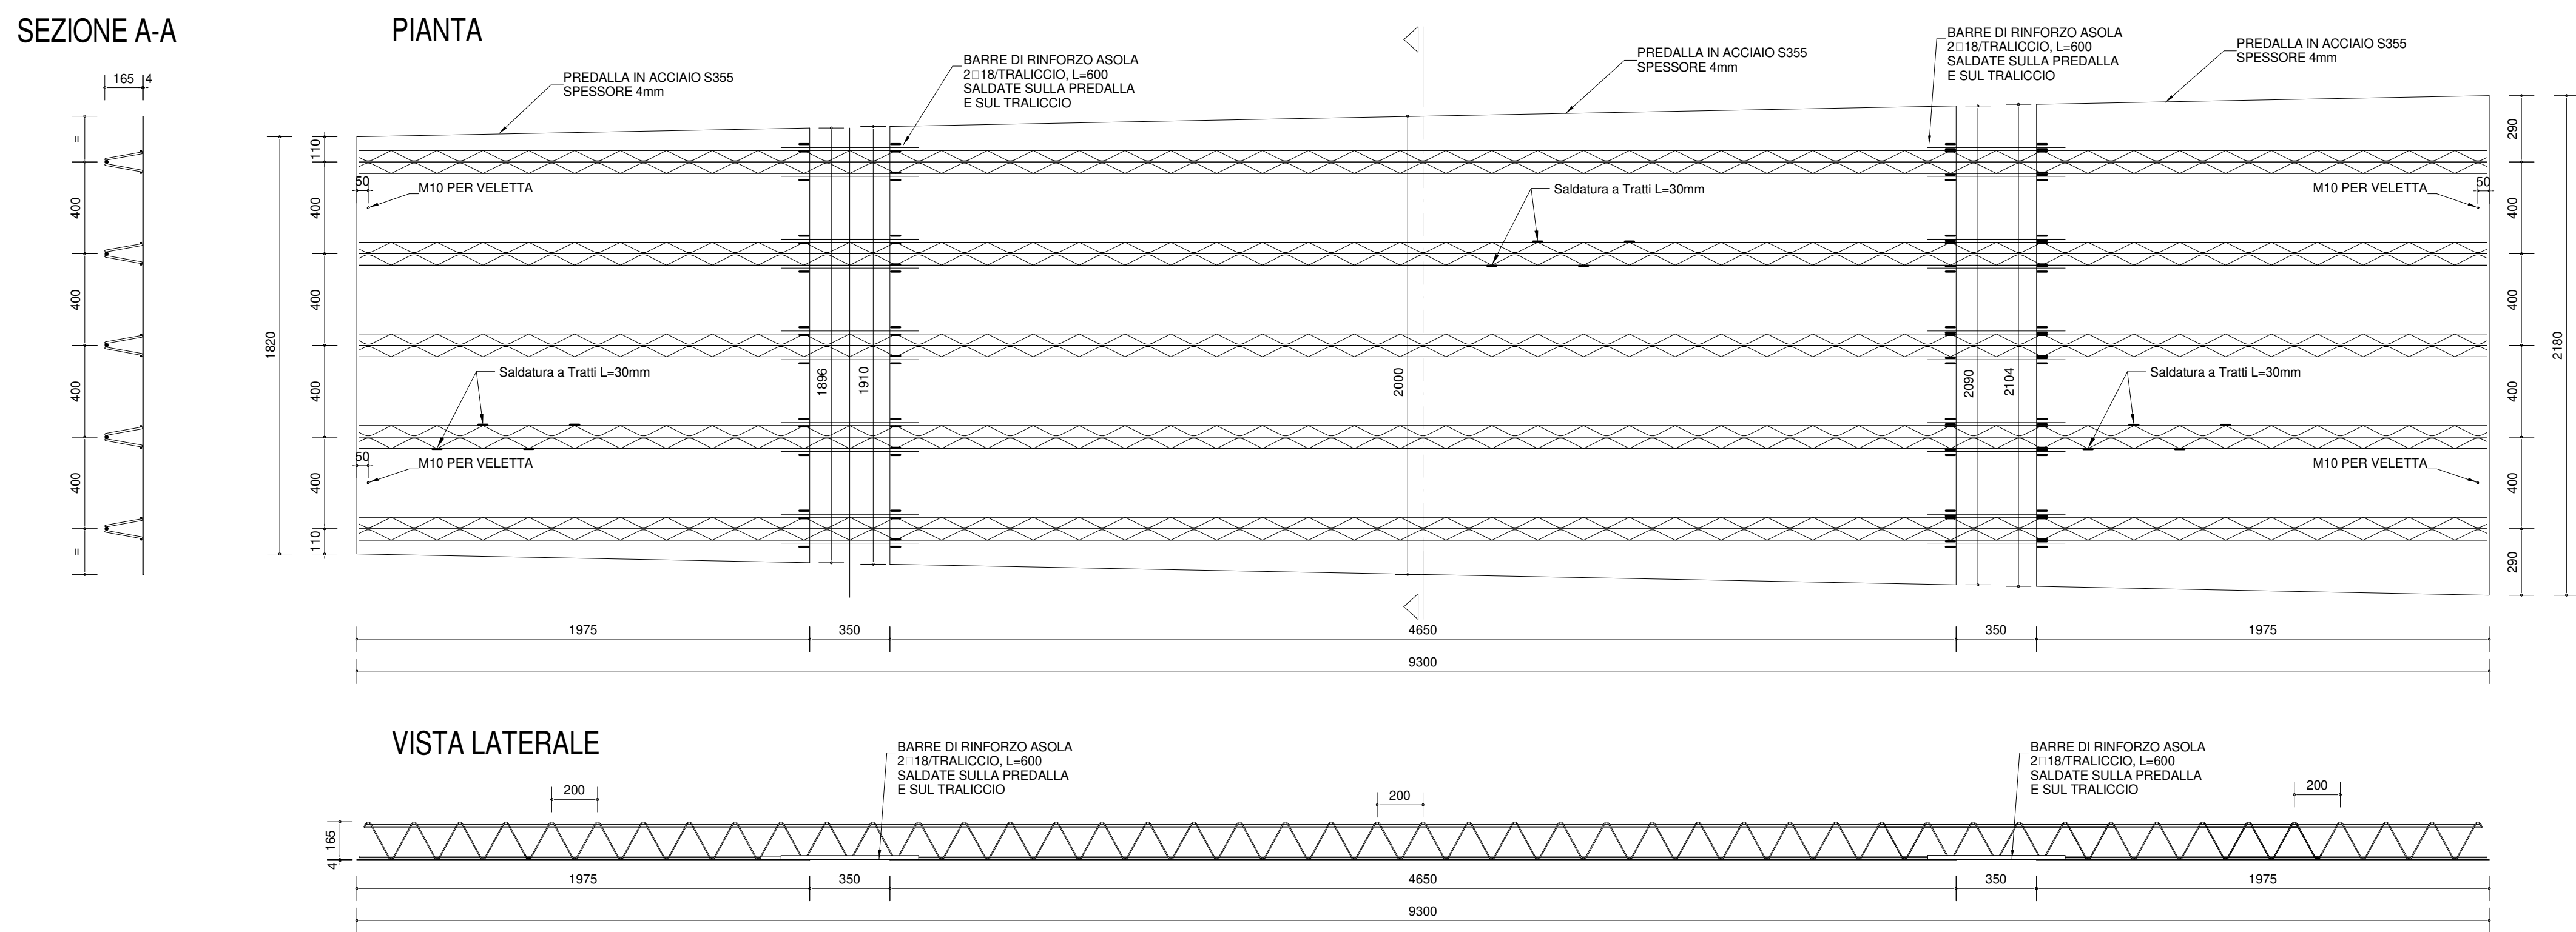 SEZIONE A-A
165
4
=
400
400
400
400
=
PIANTA
PREDALLA IN ACCIAIO S355
SPESSORE 4mm
BARRE DI RINFORZO ASOLA
2□18/TRALICCIO, L=600
SALDATE SULLA PREDALLA
E SUL TRALICCIO
PREDALLA IN ACCIAIO S355
SPESSORE 4mm
BARRE DI RINFORZO ASOLA
2□18/TRALICCIO, L=600
SALDATE SULLA PREDALLA
E SUL TRALICCIO
PREDALLA IN ACCIAIO S355
SPESSORE 4mm
1820
110
400
400
400
400
110
50
M10 PER VELETTA
50
M10 PER VELETTA
Saldatura a Tratti L=30mm
1896
1910
2000
Saldatura a Tratti L=30mm
2090
2104
Saldatura a Tratti L=30mm
M10 PER VELETTA
50
M10 PER VELETTA
290
400
400
400
400
290
2180
1975
350
4650
350
1975
9300
VISTA LATERALE
BARRE DI RINFORZO ASOLA
2□18/TRALICCIO, L=600
SALDATE SULLA PREDALLA
E SUL TRALICCIO
BARRE DI RINFORZO ASOLA
2□18/TRALICCIO, L=600
SALDATE SULLA PREDALLA
E SUL TRALICCIO
200
200
200
165
4
1975
350
4650
350
1975
9300